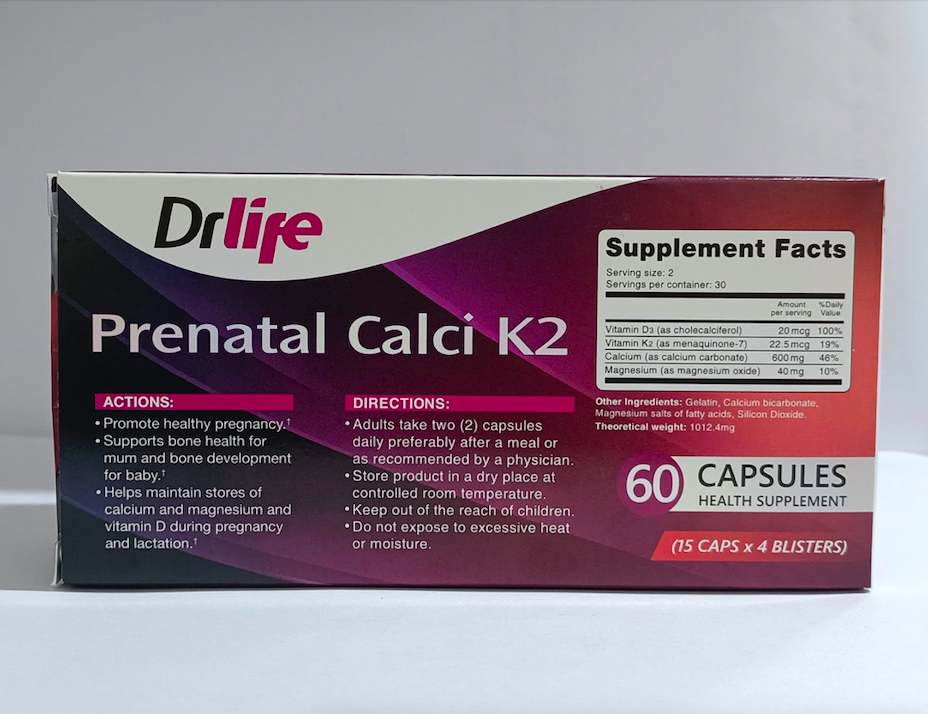 Drlife
Prenatal Calci K2
ACTIONS:
• Promote healthy pregnancy.†
• Supports bone health for
mum and bone development
for baby.†
• Helps maintain stores of
calcium and magnesium and
vitamin D during pregnancy
and lactation.†
DIRECTIONS:
• Adults take two (2) capsules
daily preferably after a meal or
as recommended by a physician.
• Store product in a dry place at
controlled room temperature.
• Keep out of the reach of children.
• Do not expose to excessive heat
or moisture.
Supplement Facts
Serving size: 2
Servings per container: 30
Amount %Daily
per serving Value
Vitamin D3 (as cholecalciferol) 20 mcg 100%
Vitamin K2 (as menaquinone-7) 22.5 mcg 19%
Calcium (as calcium carbonate) 600 mg 46%
Magnesium (as magnesium oxide) 40 mg 10%
Other Ingredients: Gelatin, Calcium bicarbonate,
Magnesium salts of fatty acids, Silicon Dioxide.
Theoretical weight: 1012.4mg
60 CAPSULES
HEALTH SUPPLEMENT
(15 CAPS x 4 BLISTERS)